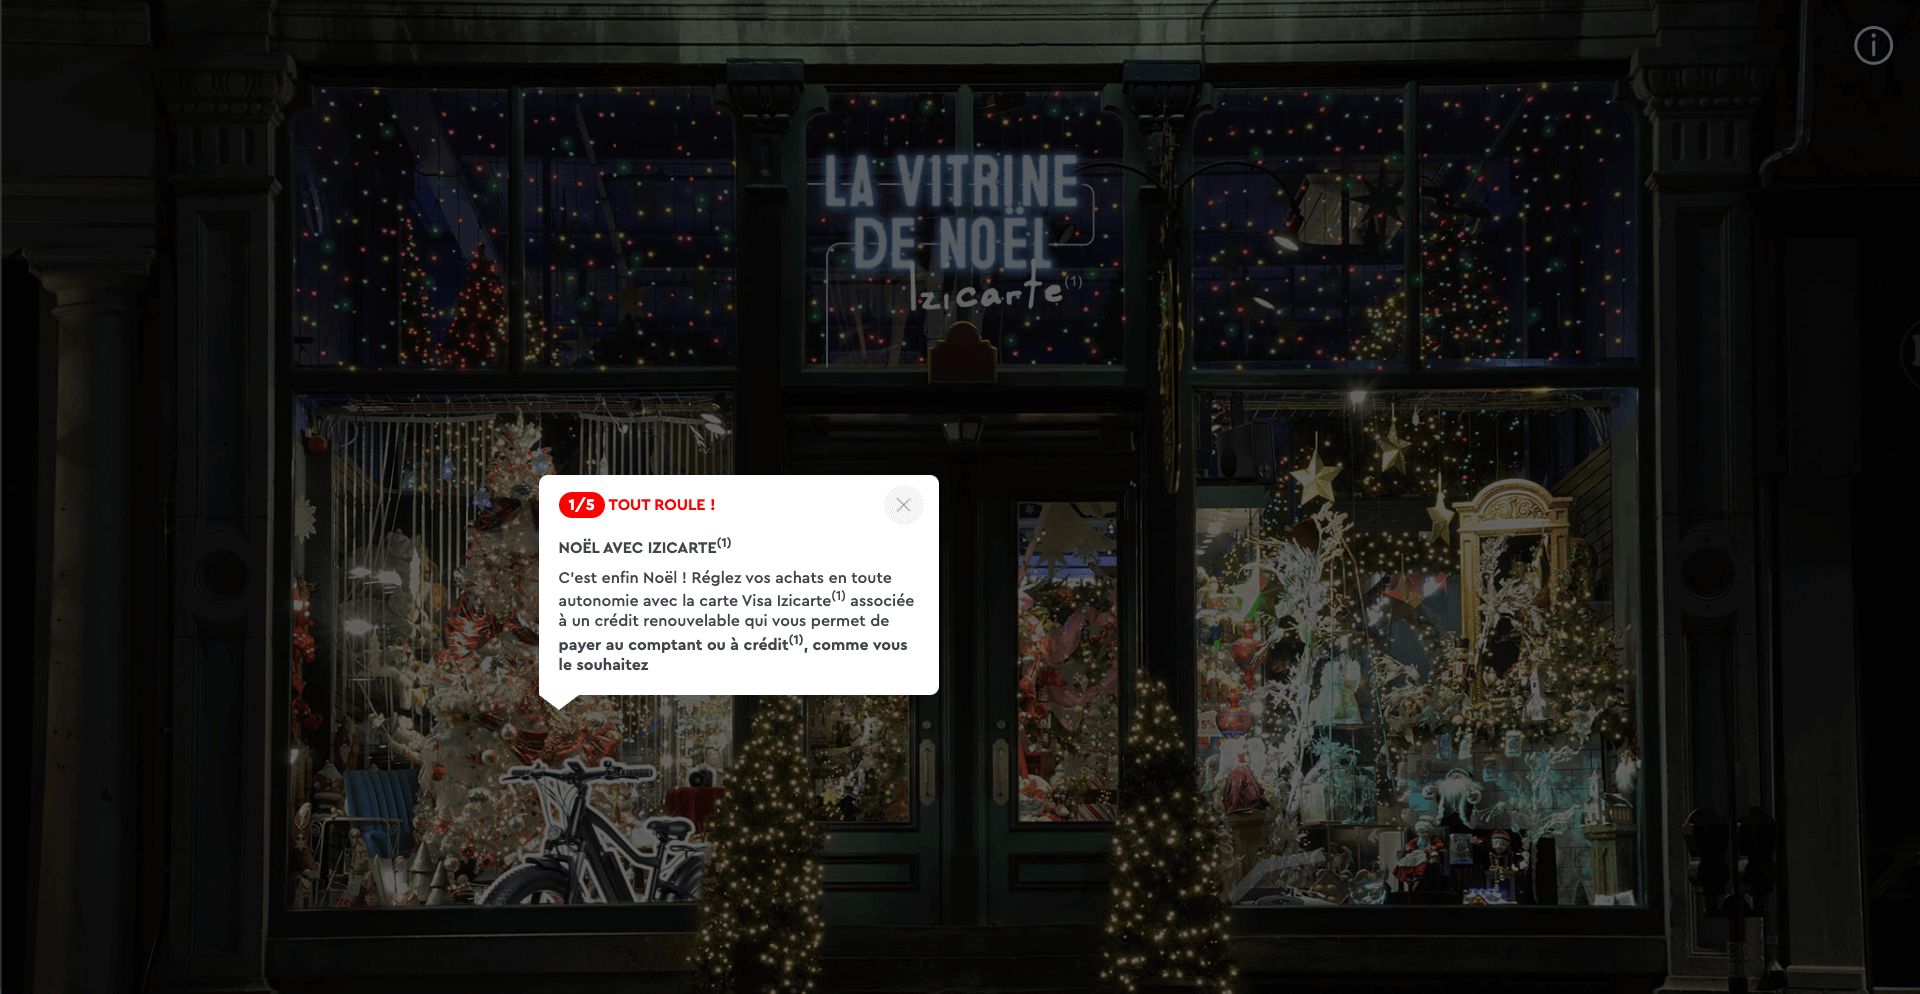 LA VITRINE
DE NOËL
Izicarte(1)
1/5 TOUT ROULE !
NOËL AVEC IZICARTE(1)
C'est enfin Noël ! Réglez vos achats en toute
autonomie avec la carte Visa Izicarte(1) associée
à un crédit renouvelable qui vous permet de
payer au comptant ou à crédit(1), comme vous
le souhaitez